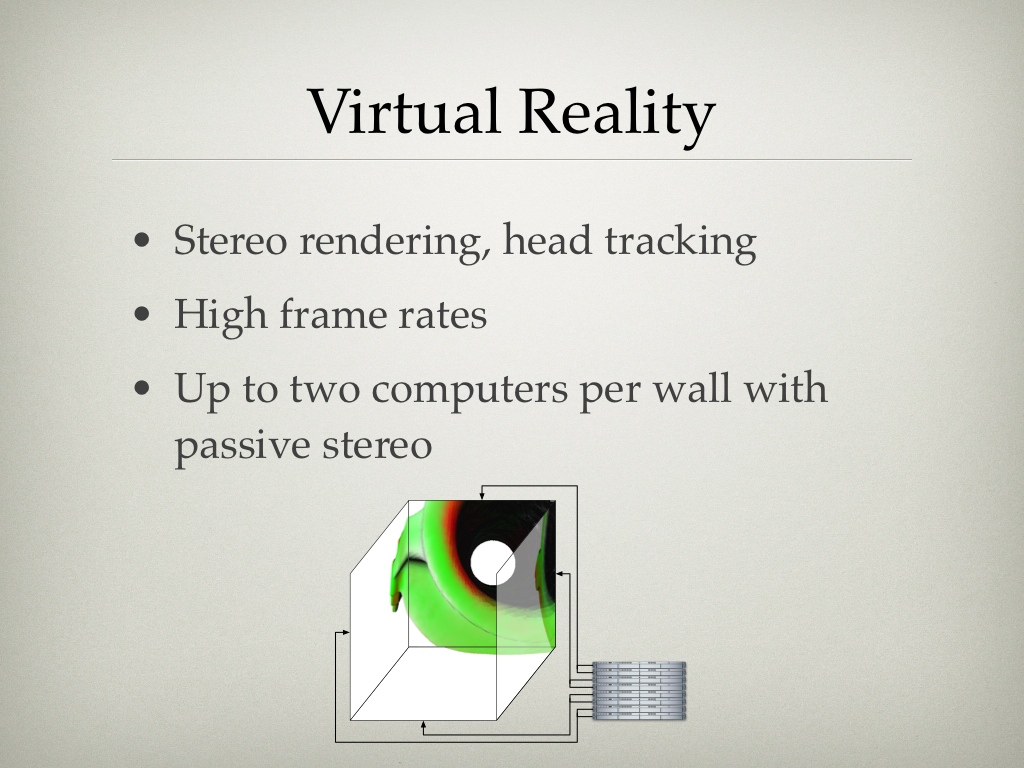 Virtual Reality
• Stereo rendering, head tracking
• High frame rates
• Up to two computers per wall with
passive stereo